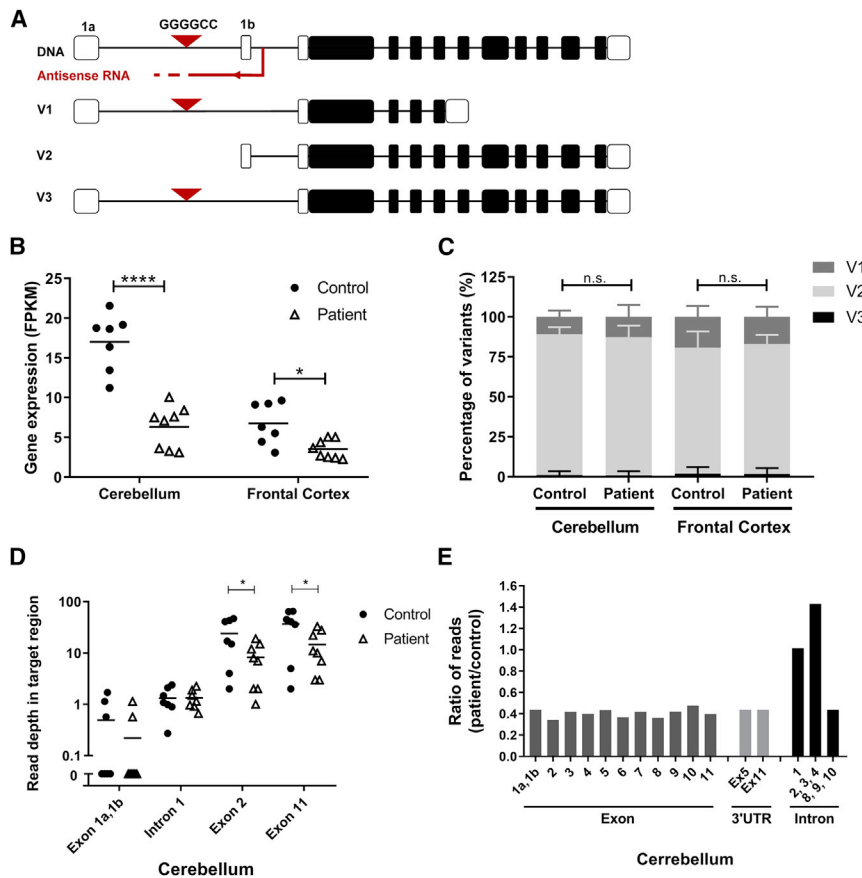 A
1a
GGGGCC
1b
DNA
Antisense RNA
V1
V2
V3
B
Gene expression (FPKM)
25
20
15
10
5
0
****
*
Control
Patient
Cerebellum
Frontal Cortex
C
Percentage of variants (%)
125
100
75
50
25
0
n.s.
n.s.
V1
V2
V3
Control
Patient
Control
Patient
Cerebellum
Frontal Cortex
D
Read depth in target region
100
10
1
0.1
0
*
*
Control
Patient
Exon 1a,1b
Intron 1
Exon 2
Exon 11
Cerebellum
E
Ratio of reads
(patient/control)
1.6
1.4
1.2
1.0
0.8
0.6
0.4
0.2
0.0
1a,1b
2
3
4
5
6
7
8
9
10
11
Ex5
Ex11
1
2, 3, 4
8, 9, 10
Exon
3'UTR
Intron
Cerrebellum